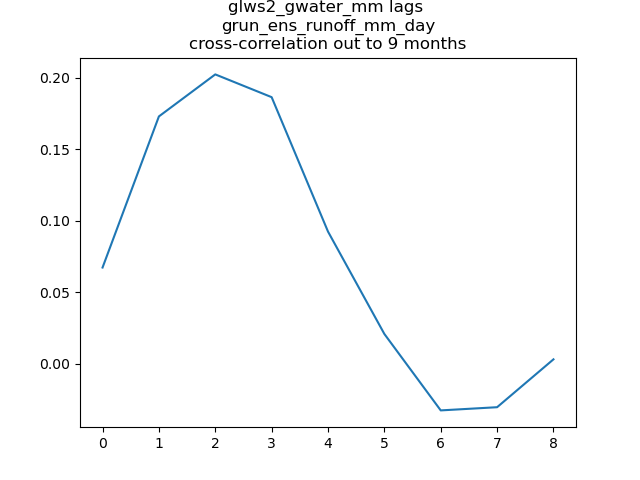 glws2_gwater_mm lags
grun_ens_runoff_mm_day
cross-correlation out to 9 months
0.20
0.15
0.10
0.05
0.00
0 1 2 3 4 5 6 7 8